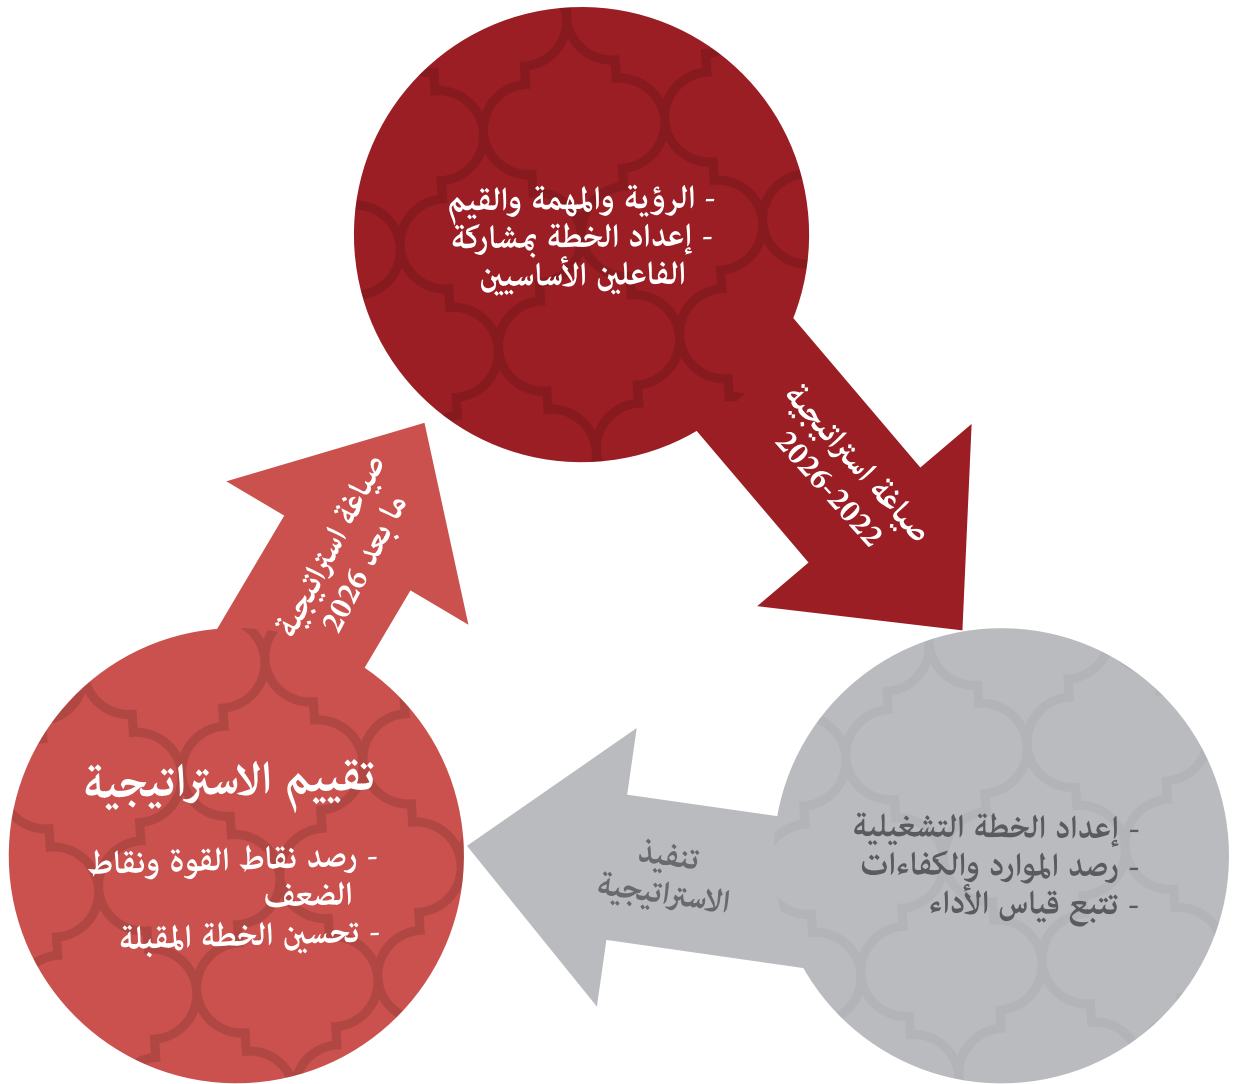 - الرؤية والمهمة والقيم
- إعداد الخطة بمشاركة
الفاعلين الأساسيين
صياغة استراتيجية
2022-2026
- إعداد الخطة التشغيلية
- رصد الموارد والكفاءات
- تتبع قياس الأداء
تنفيذ
الاستراتيجية
تقييم الاستراتيجية
- رصد نقاط القوة ونقاط
الضعف
- تحسين الخطة المقبلة
صياغة استراتيجية
ما بعد 2026